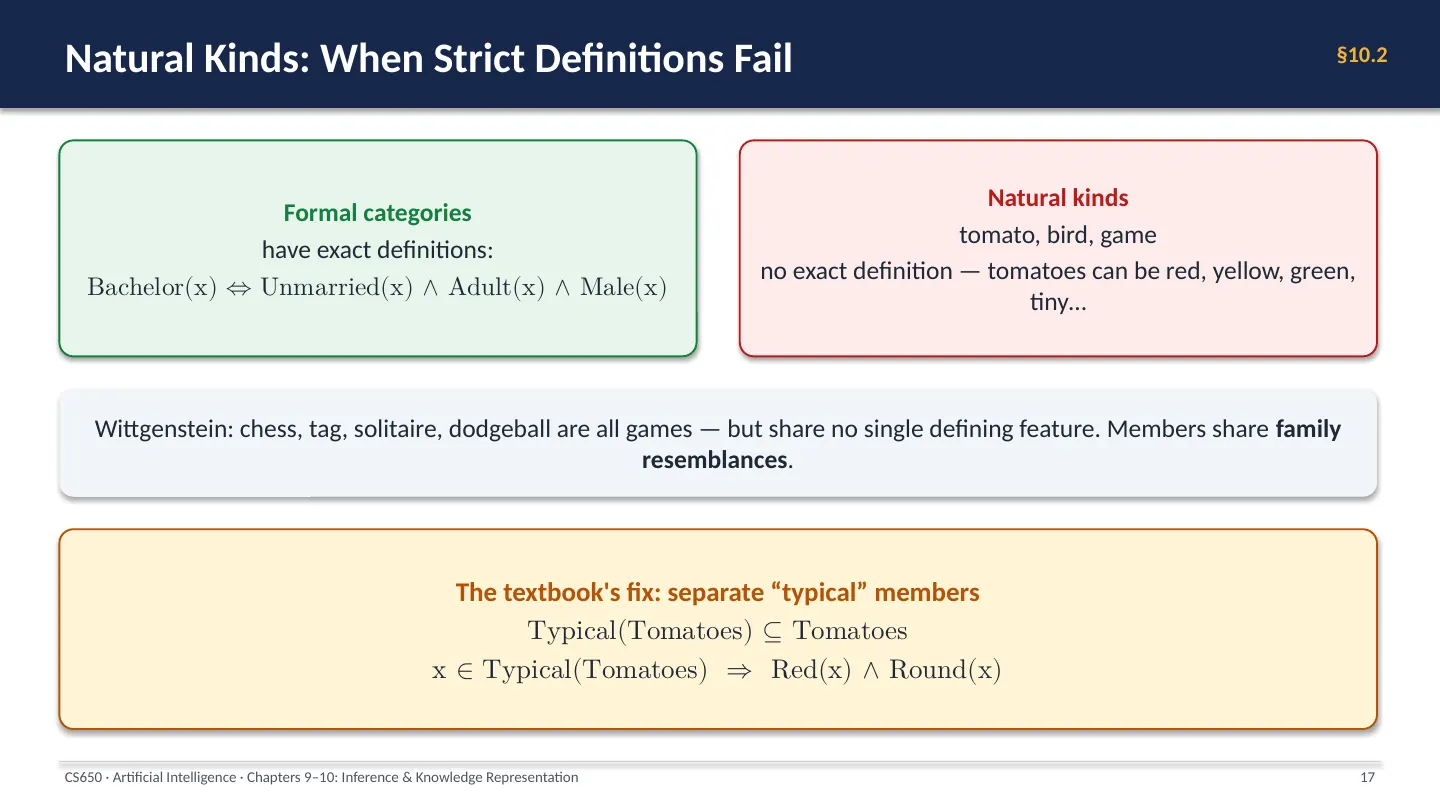 Natural Kinds: When Strict Definitions Fail
§10.2
Formal categories
have exact definitions:
Bachelor(x) ⇔ Unmarried(x) ∧ Adult(x) ∧ Male(x)
Natural kinds
tomato, bird, game
no exact definition — tomatoes can be red, yellow, green,
tiny…
Wittgenstein: chess, tag, solitaire, dodgeball are all games — but share no single defining feature. Members share family
resemblances.
The textbook's fix: separate “typical” members
Typical(Tomatoes) ⊆ Tomatoes
x ∈ Typical(Tomatoes) ⇒ Red(x) ∧ Round(x)
CS650 · Artificial Intelligence · Chapters 9–10: Inference & Knowledge Representation
17